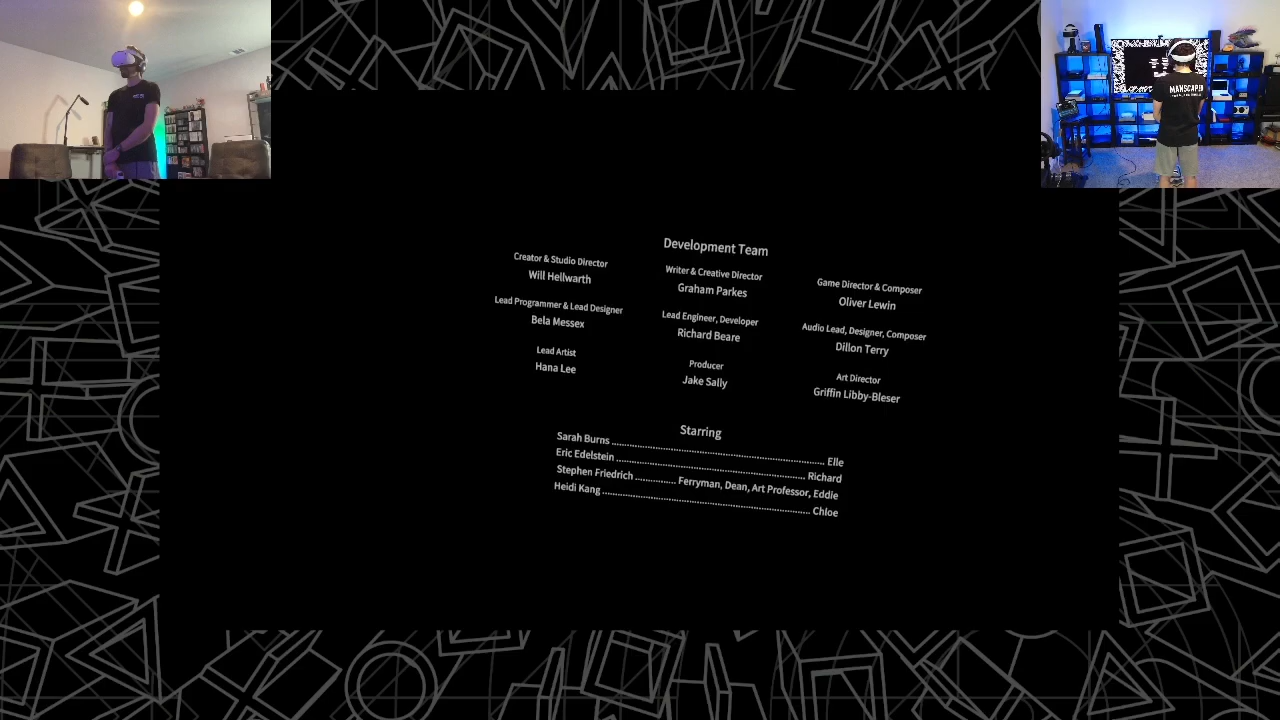 Development Team
Creator & Studio Director
Will Hellwarth
Writer & Creative Director
Graham Parkes
Game Director & Composer
Oliver Lewin
Lead Programmer & Lead Designer
Bela Messex
Lead Engineer, Developer
Richard Beare
Audio Lead, Designer, Composer
Dillon Terry
Lead Artist
Hana Lee
Producer
Jake Sally
Art Director
Griffin Libby-Bleser
Starring
Sarah Burns ........................................ Elle
Eric Edelstein ........................................ Richard
Stephen Friedrich ............ Ferryman, Dean, Art Professor, Eddie
Heidi Kang ........................................ Chloe
MANSCAPED